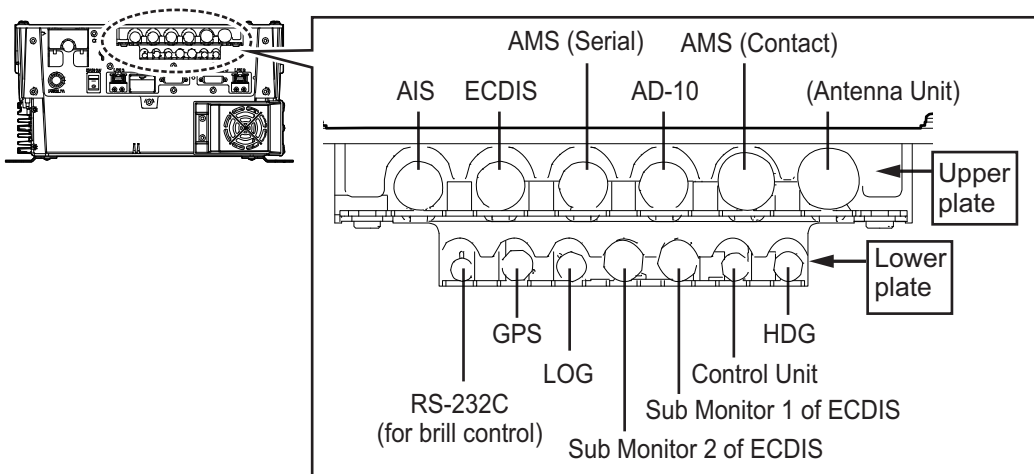 AMS (Serial)
AMS (Contact)
AIS
ECDIS
AD-10
(Antenna Unit)
Upper
plate
Lower
plate
GPS
HDG
LOG
Control Unit
RS-232C
(for brill control)
Sub Monitor 1 of ECDIS
Sub Monitor 2 of ECDIS